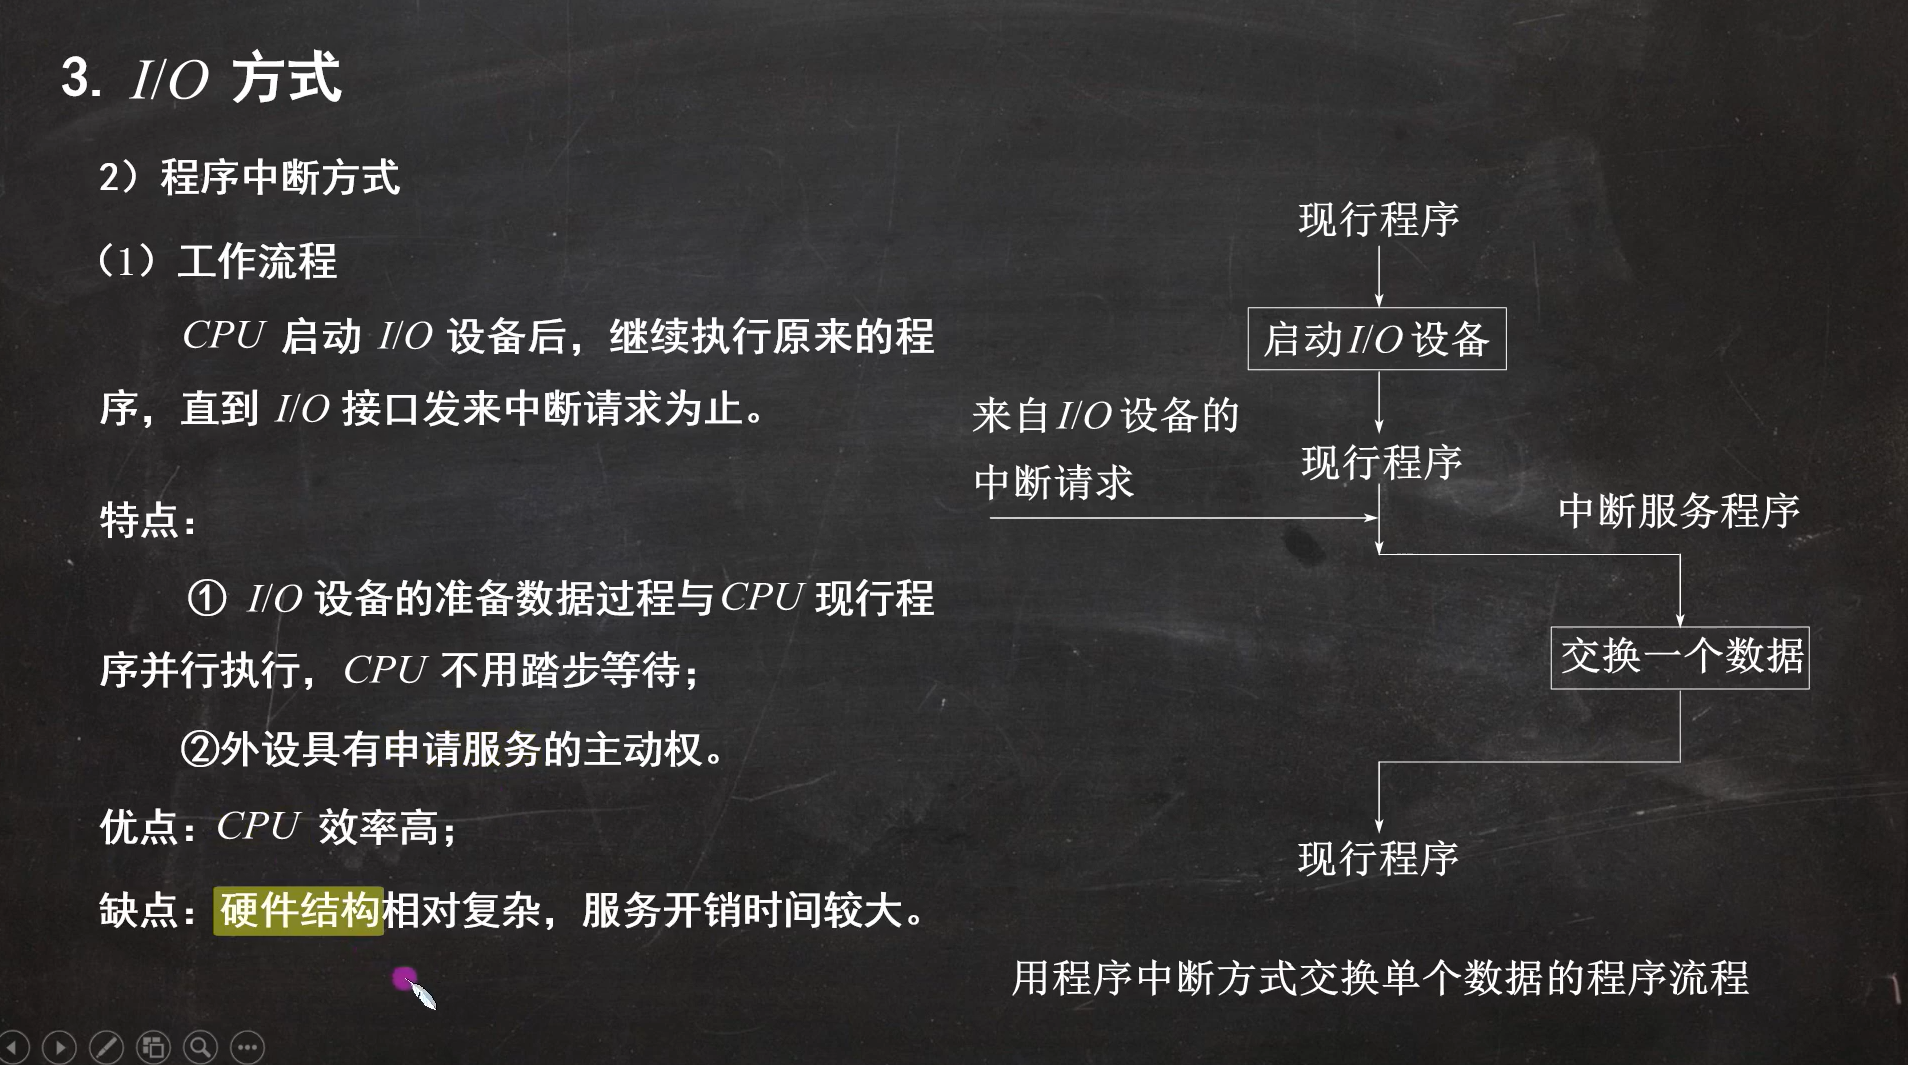 3. I/O 方式
2）程序中断方式
（1）工作流程
CPU 启动 I/O 设备后，继续执行原来的程
序，直到 I/O 接口发来中断请求为止。
特点：
① I/O 设备的准备数据过程与CPU 现行程
序并行执行，CPU 不用踏步等待；
②外设具有申请服务的主动权。
优点：CPU 效率高；
缺点：硬件结构相对复杂，服务开销时间较大。
现行程序
启动I/O 设备
来自I/O 设备的
中断请求
现行程序
中断服务程序
交换一个数据
现行程序
用程序中断方式交换单个数据的程序流程